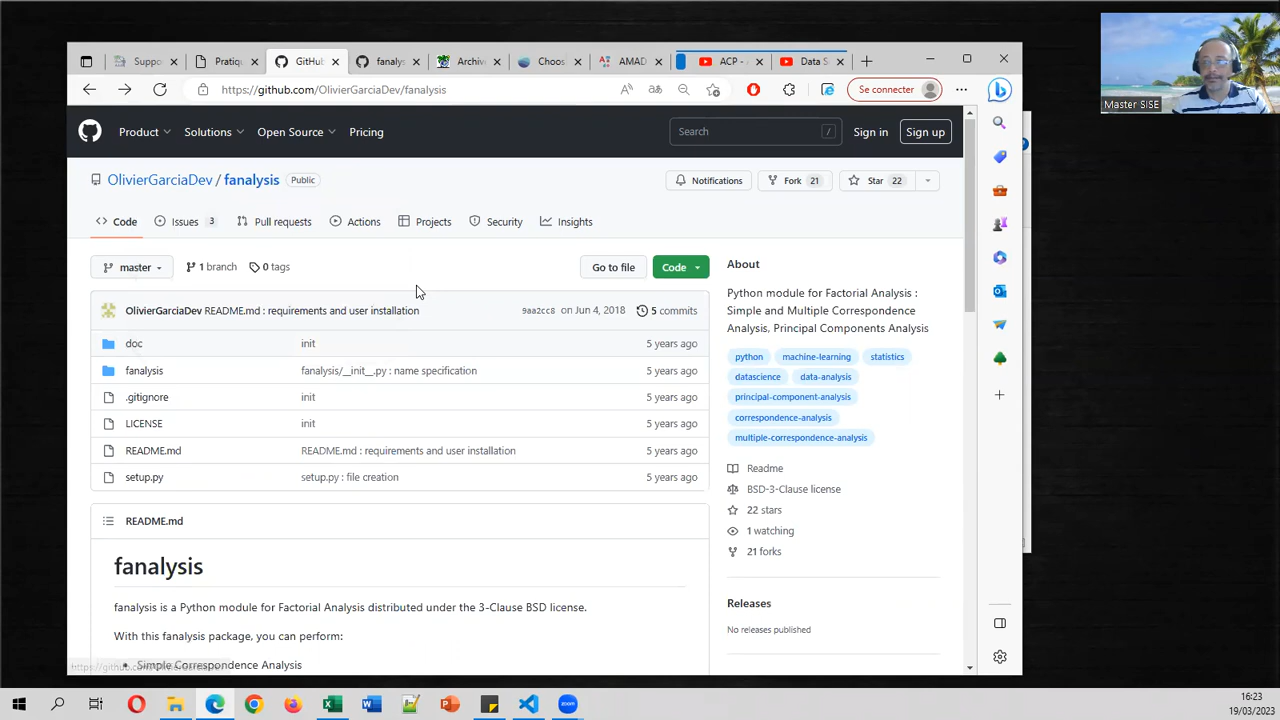 Suppo
Pratiqu
GitHub
fanalys
Archive
Choos
AMAD
ACP -
Data S
https://github.com/OlivierGarciaDev/fanalysis
Se connecter
Master SISE
Product
Solutions
Open Source
Pricing
Search
/
Sign in
Sign up
OlivierGarciaDev / fanalysis
Public
Notifications
Fork 21
Star 22
Code
Issues 3
Pull requests
Actions
Projects
Security
Insights
master
1 branch
0 tags
Go to file
Code
OlivierGarciaDev README.md : requirements and user installation
9aa2cc8 on Jun 4, 2018
5 commits
doc
init
5 years ago
fanalysis
fanalysis/__init__.py : name specification
5 years ago
.gitignore
init
5 years ago
LICENSE
init
5 years ago
README.md
README.md : requirements and user installation
5 years ago
setup.py
setup.py : file creation
5 years ago
README.md
fanalysis
fanalysis is a Python module for Factorial Analysis distributed under the 3-Clause BSD license.
With this fanalysis package, you can perform:
Simple Correspondence Analysis
About
Python module for Factorial Analysis :
Simple and Multiple Correspondence
Analysis, Principal Components Analysis
python
machine-learning
statistics
datascience
data-analysis
principal-component-analysis
correspondence-analysis
multiple-correspondence-analysis
Readme
BSD-3-Clause license
22 stars
1 watching
21 forks
Releases
No releases published
16:23
19/03/2023